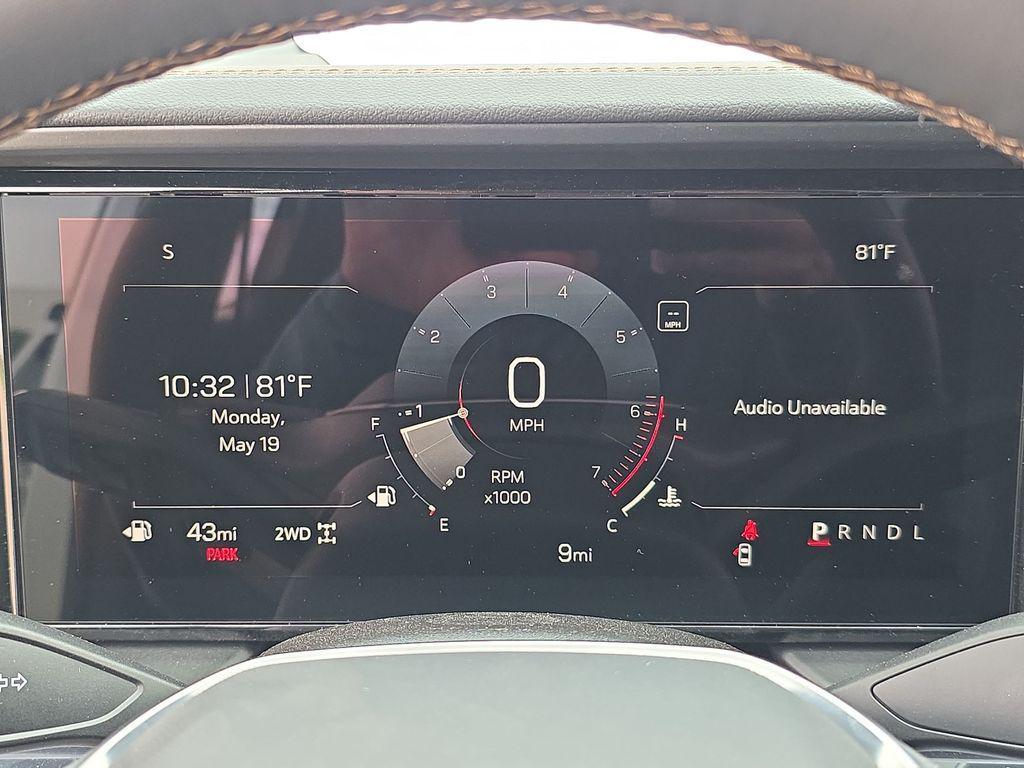 S
81°F
3
4
2
5
--
MPH
10:32 | 81°F
Monday,
May 19
0
MPH
Audio Unavailable
1
6
F
H
0
7
RPM
x1000
E
C
43mi
PARK
2WD
9mi
P R N D L